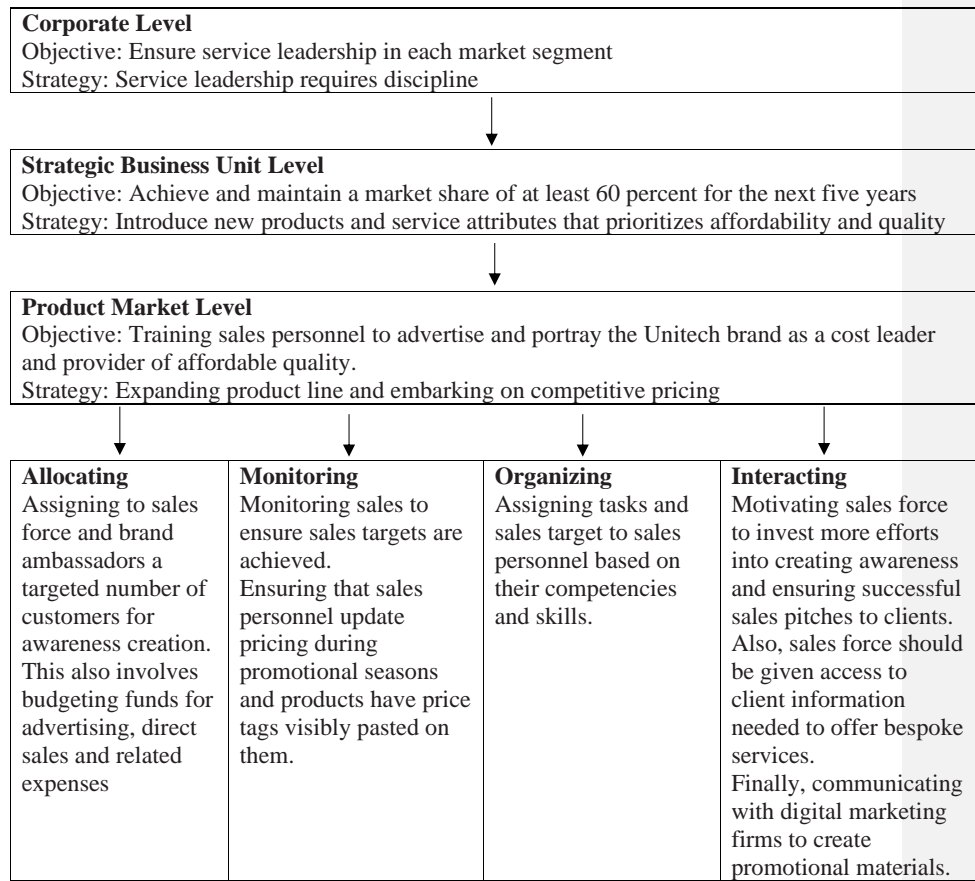 Corporate Level
Objective: Ensure service leadership in each market segment
Strategy: Service leadership requires discipline
Strategic Business Unit Level
Objective: Achieve and maintain a market share of at least 60 percent for the next five years
Strategy: Introduce new products and service attributes that prioritizes affordability and quality
Product Market Level
Objective: Training sales personnel to advertise and portray the Unitech brand as a cost leader
and provider of affordable quality.
Strategy: Expanding product line and embarking on competitive pricing
Allocating
Assigning to sales
force and brand
ambassadors a
targeted number of
customers for
awareness creation.
This also involves
budgeting funds for
advertising, direct
sales and related
expenses
Monitoring
Monitoring sales to
ensure sales targets are
achieved.
Ensuring that sales
personnel update
pricing during
promotional seasons
and products have price
tags visibly pasted on
them.
Organizing
Assigning tasks and
sales target to sales
personnel based on
their competencies
and skills.
Interacting
Motivating sales force
to invest more efforts
into creating awareness
and ensuring successful
sales pitches to clients.
Also, sales force should
be given access to
client information
needed to offer bespoke
services.
Finally, communicating
with digital marketing
firms to create
promotional materials.